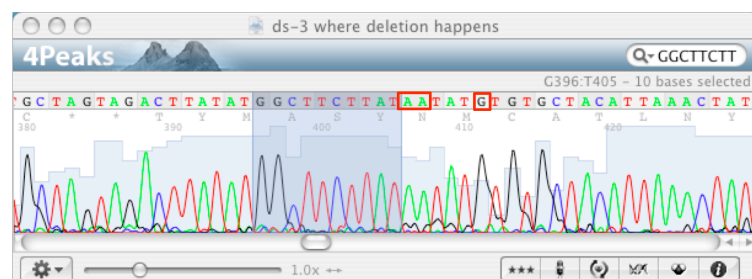 ds-3 where deletion happens
4Peaks
GGCTTCTT
G396:T405 – 10 bases selected
T G C T A G T A G A C T T A T A T G G C T T C T T A T A A T A T G T G T G C T A C A T T A A A C T A T
C * * T Y M A S Y N M C A T L N Y
380 390 400 410 420
1.0x